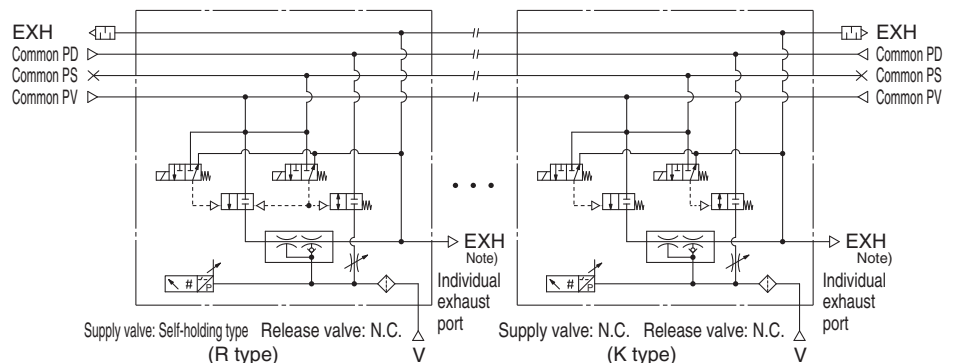 EXH
Common PD
Common PS
Common PV
EXH
Common PD
Common PS
Common PV
EXH
Note)
Individual
exhaust
port
EXH
Note)
Individual
exhaust
port
#
P
#
P
Supply valve: Self-holding type Release valve: N.C.
(R type)
V
Supply valve: N.C. Release valve: N.C.
(K type)
V